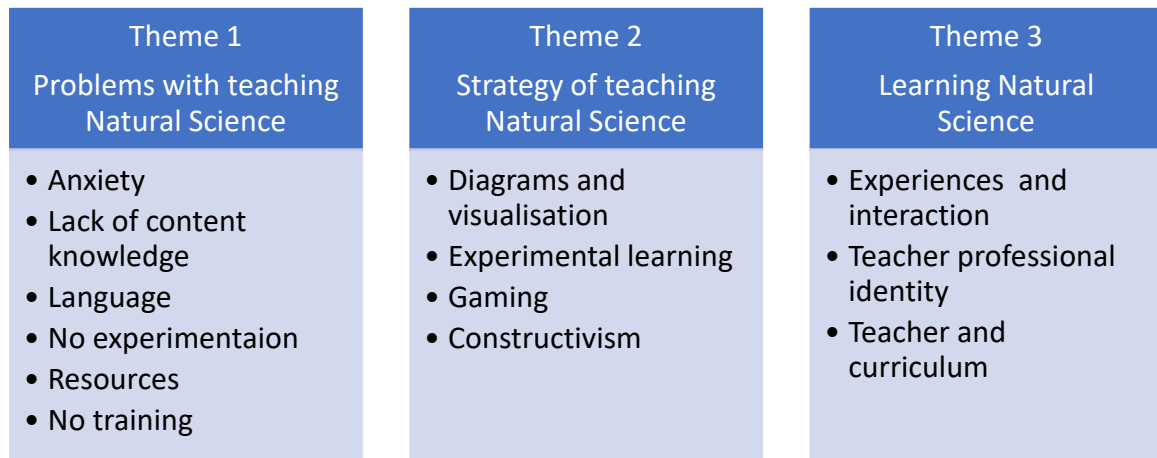 Theme 1
Problems with teaching
Natural Science
• Anxiety
• Lack of content
knowledge
• Language
• No experimentaion
• Resources
• No training
Theme 2
Strategy of teaching
Natural Science
• Diagrams and
visualisation
• Experimental learning
• Gaming
• Constructivism
Theme 3
Learning Natural
Science
• Experiences and
interaction
• Teacher professional
identity
• Teacher and
curriculum